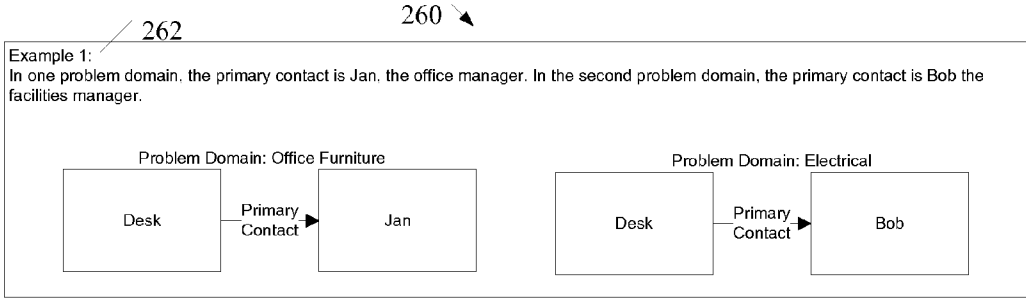 260
262
Example 1:
In one problem domain, the primary contact is Jan, the office manager. In the second problem domain, the primary contact is Bob the
facilities manager.
Problem Domain: Office Furniture
Desk
Primary
Contact
Jan
Problem Domain: Electrical
Desk
Primary
Contact
Bob